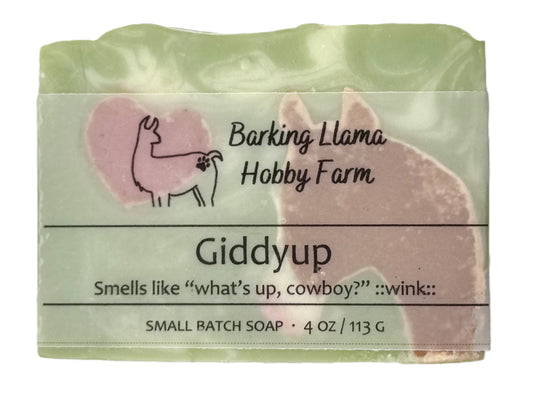 Barking Llama
Hobby Farm
Giddyup
Smells like “what’s up, cowboy?” ::wink::
SMALL BATCH SOAP · 4 OZ / 113 G